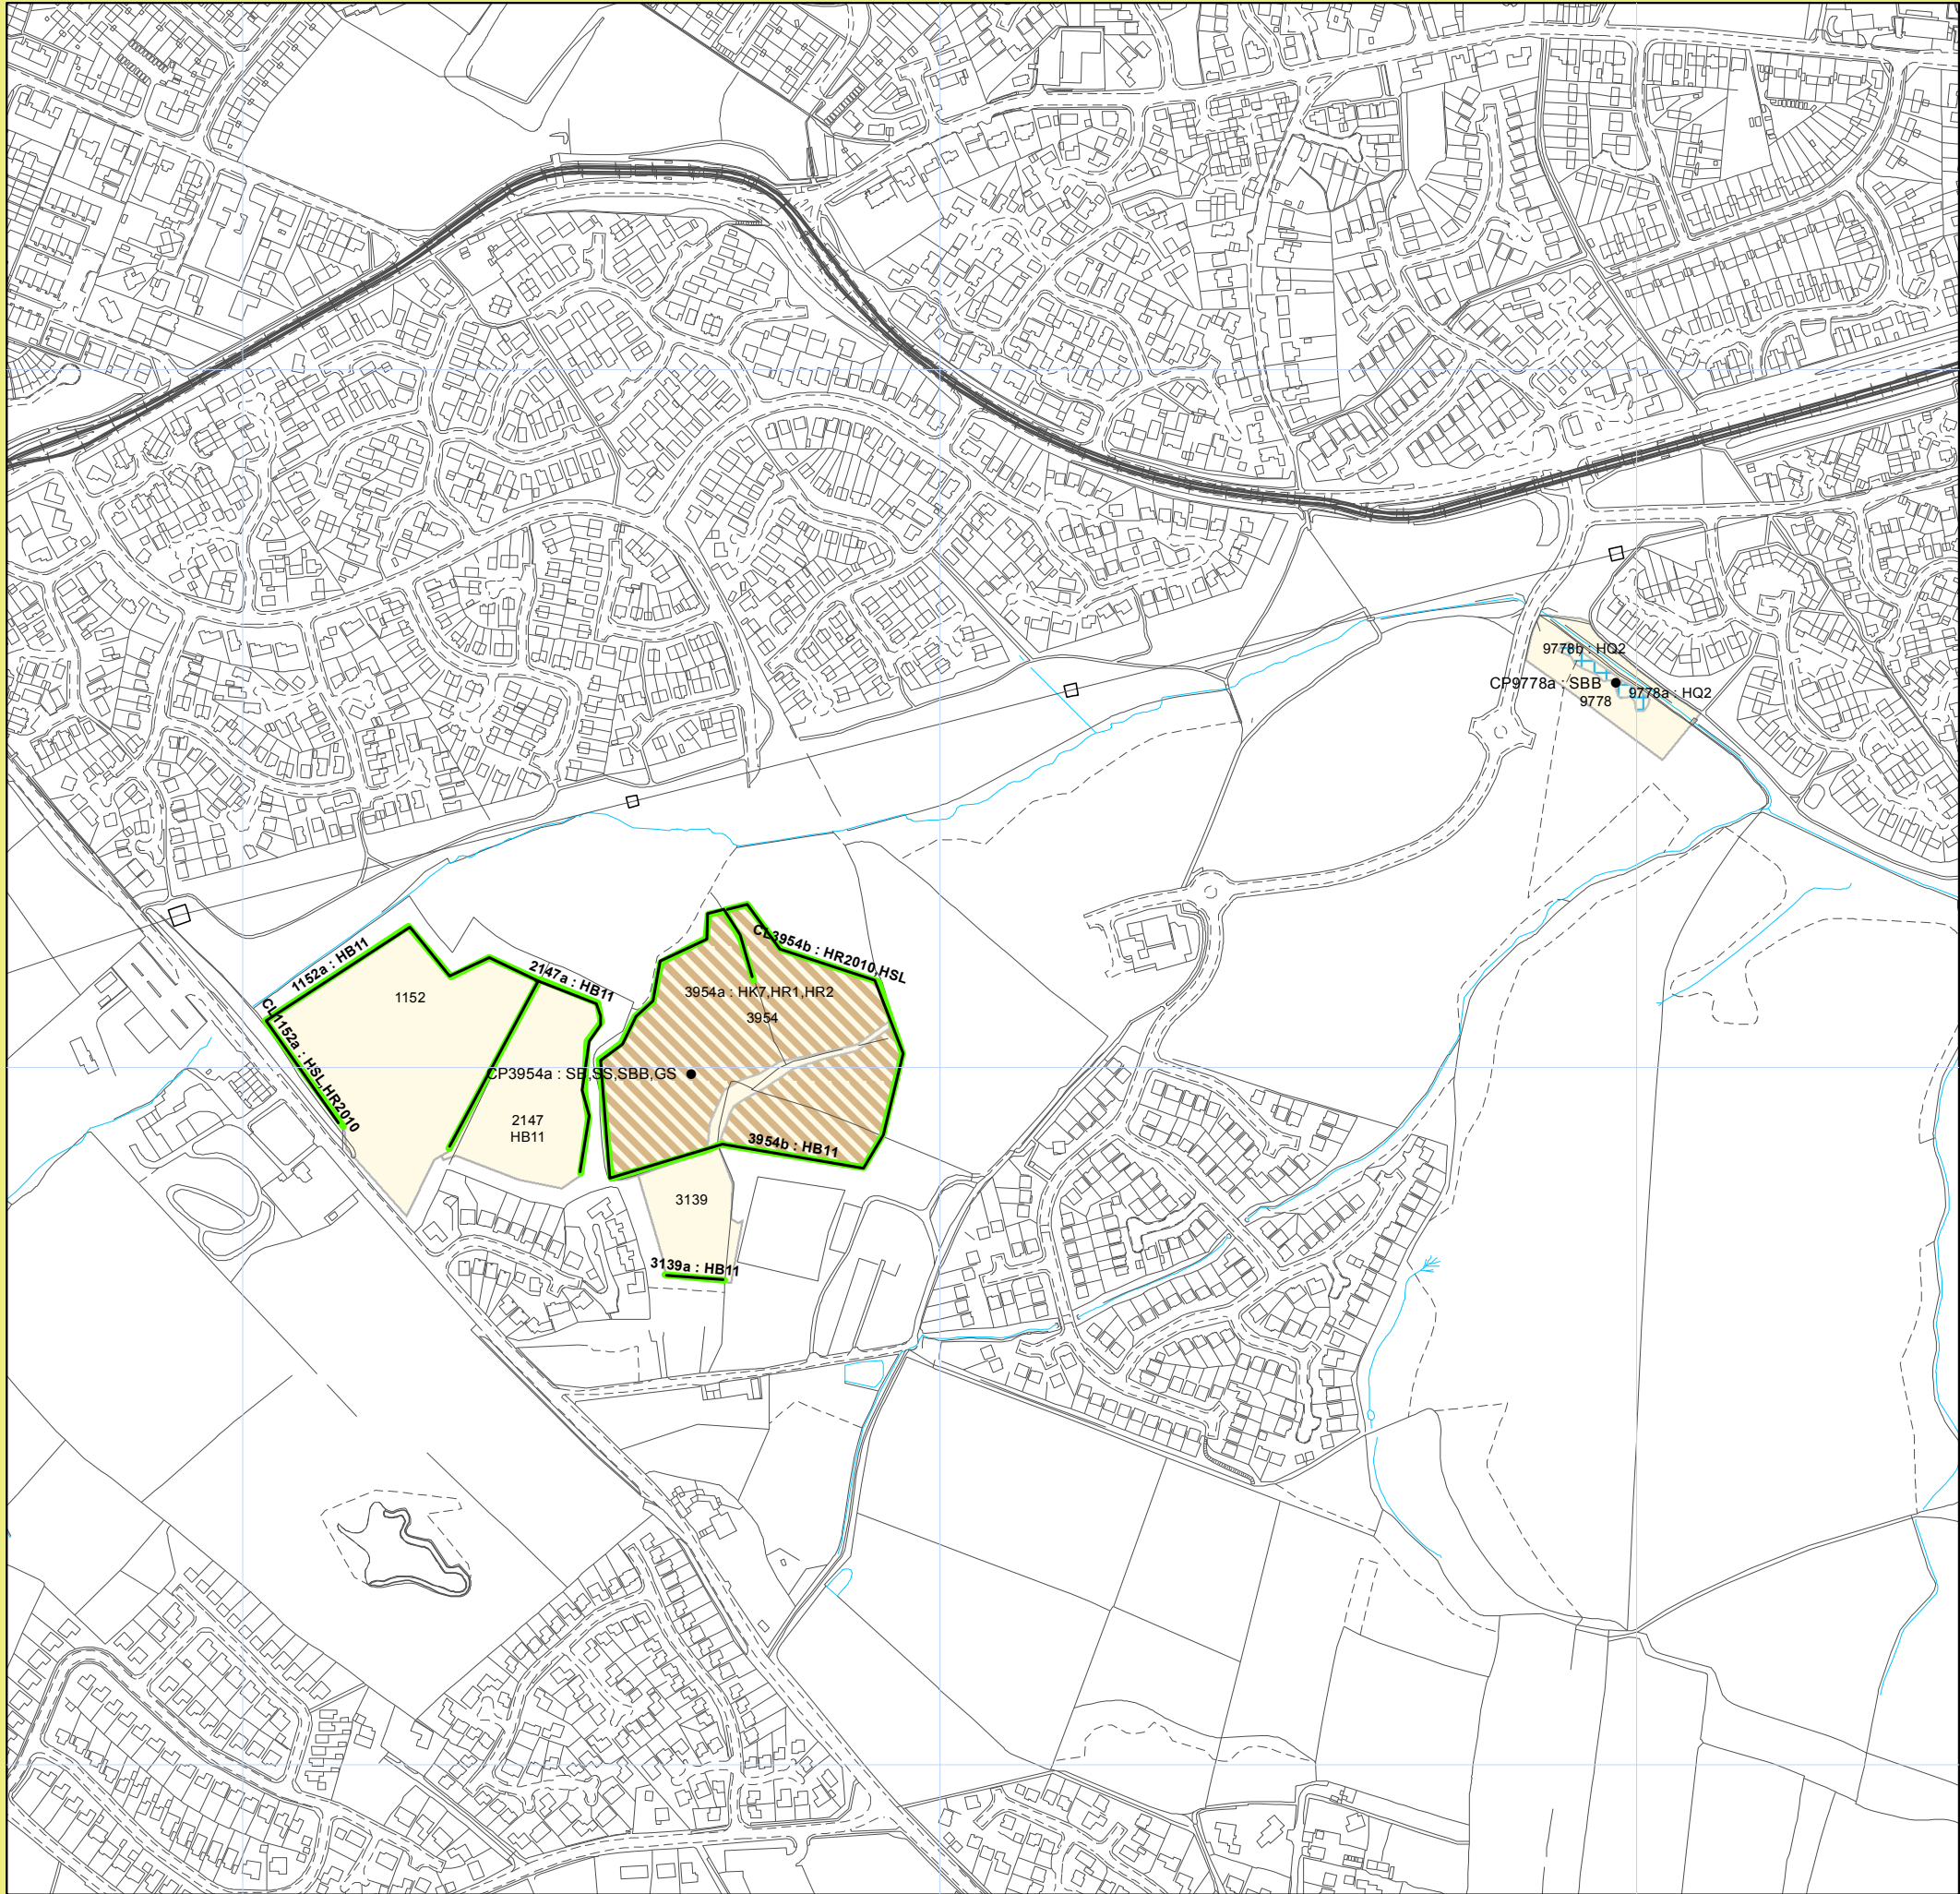 9778b : HQ2
CP9778a : SBB
9778a : HQ2
9778
CL3954b : HR2010,HSL
1152a : HB11
2147a : HB11
1152
3954a : HK7,HR1,HR2
3954
CL1152a : HSL,HR2010
CP3954a : SB,SS,SBB,GS
2147
HB11
3954b : HB11
3139
3139a : HB11